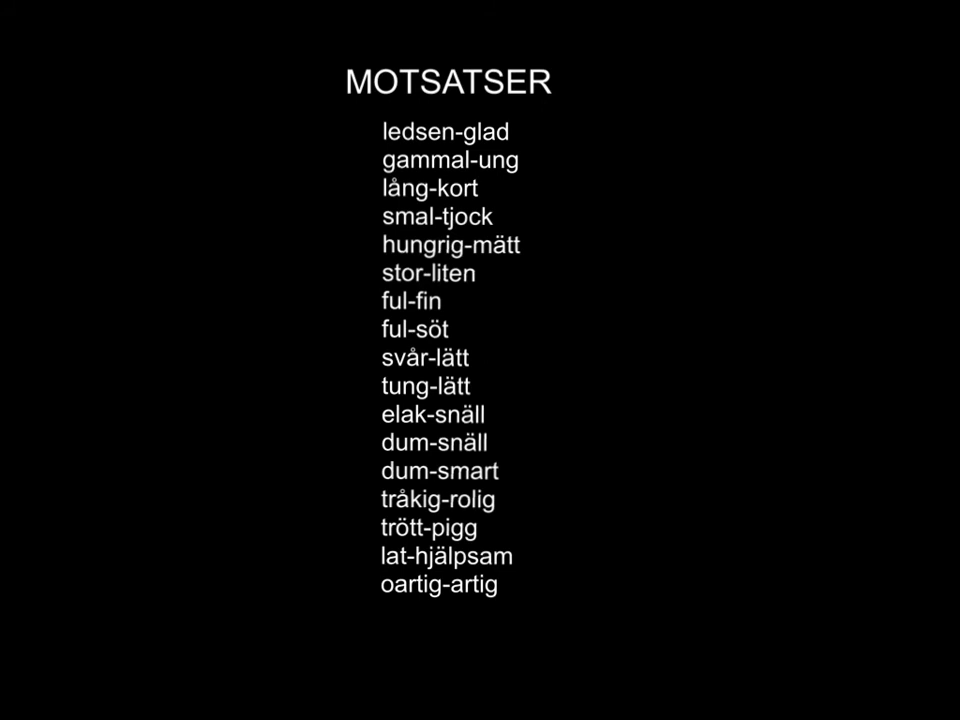 MOTSATSER
ledsen-glad
gammal-ung
lång-kort
smal-tjock
hungrig-mätt
stor-liten
ful-fin
ful-söt
svår-lätt
tung-lätt
elak-snäll
dum-snäll
dum-smart
tråkig-rolig
trött-pigg
lat-hjälpsam
oartig-artig